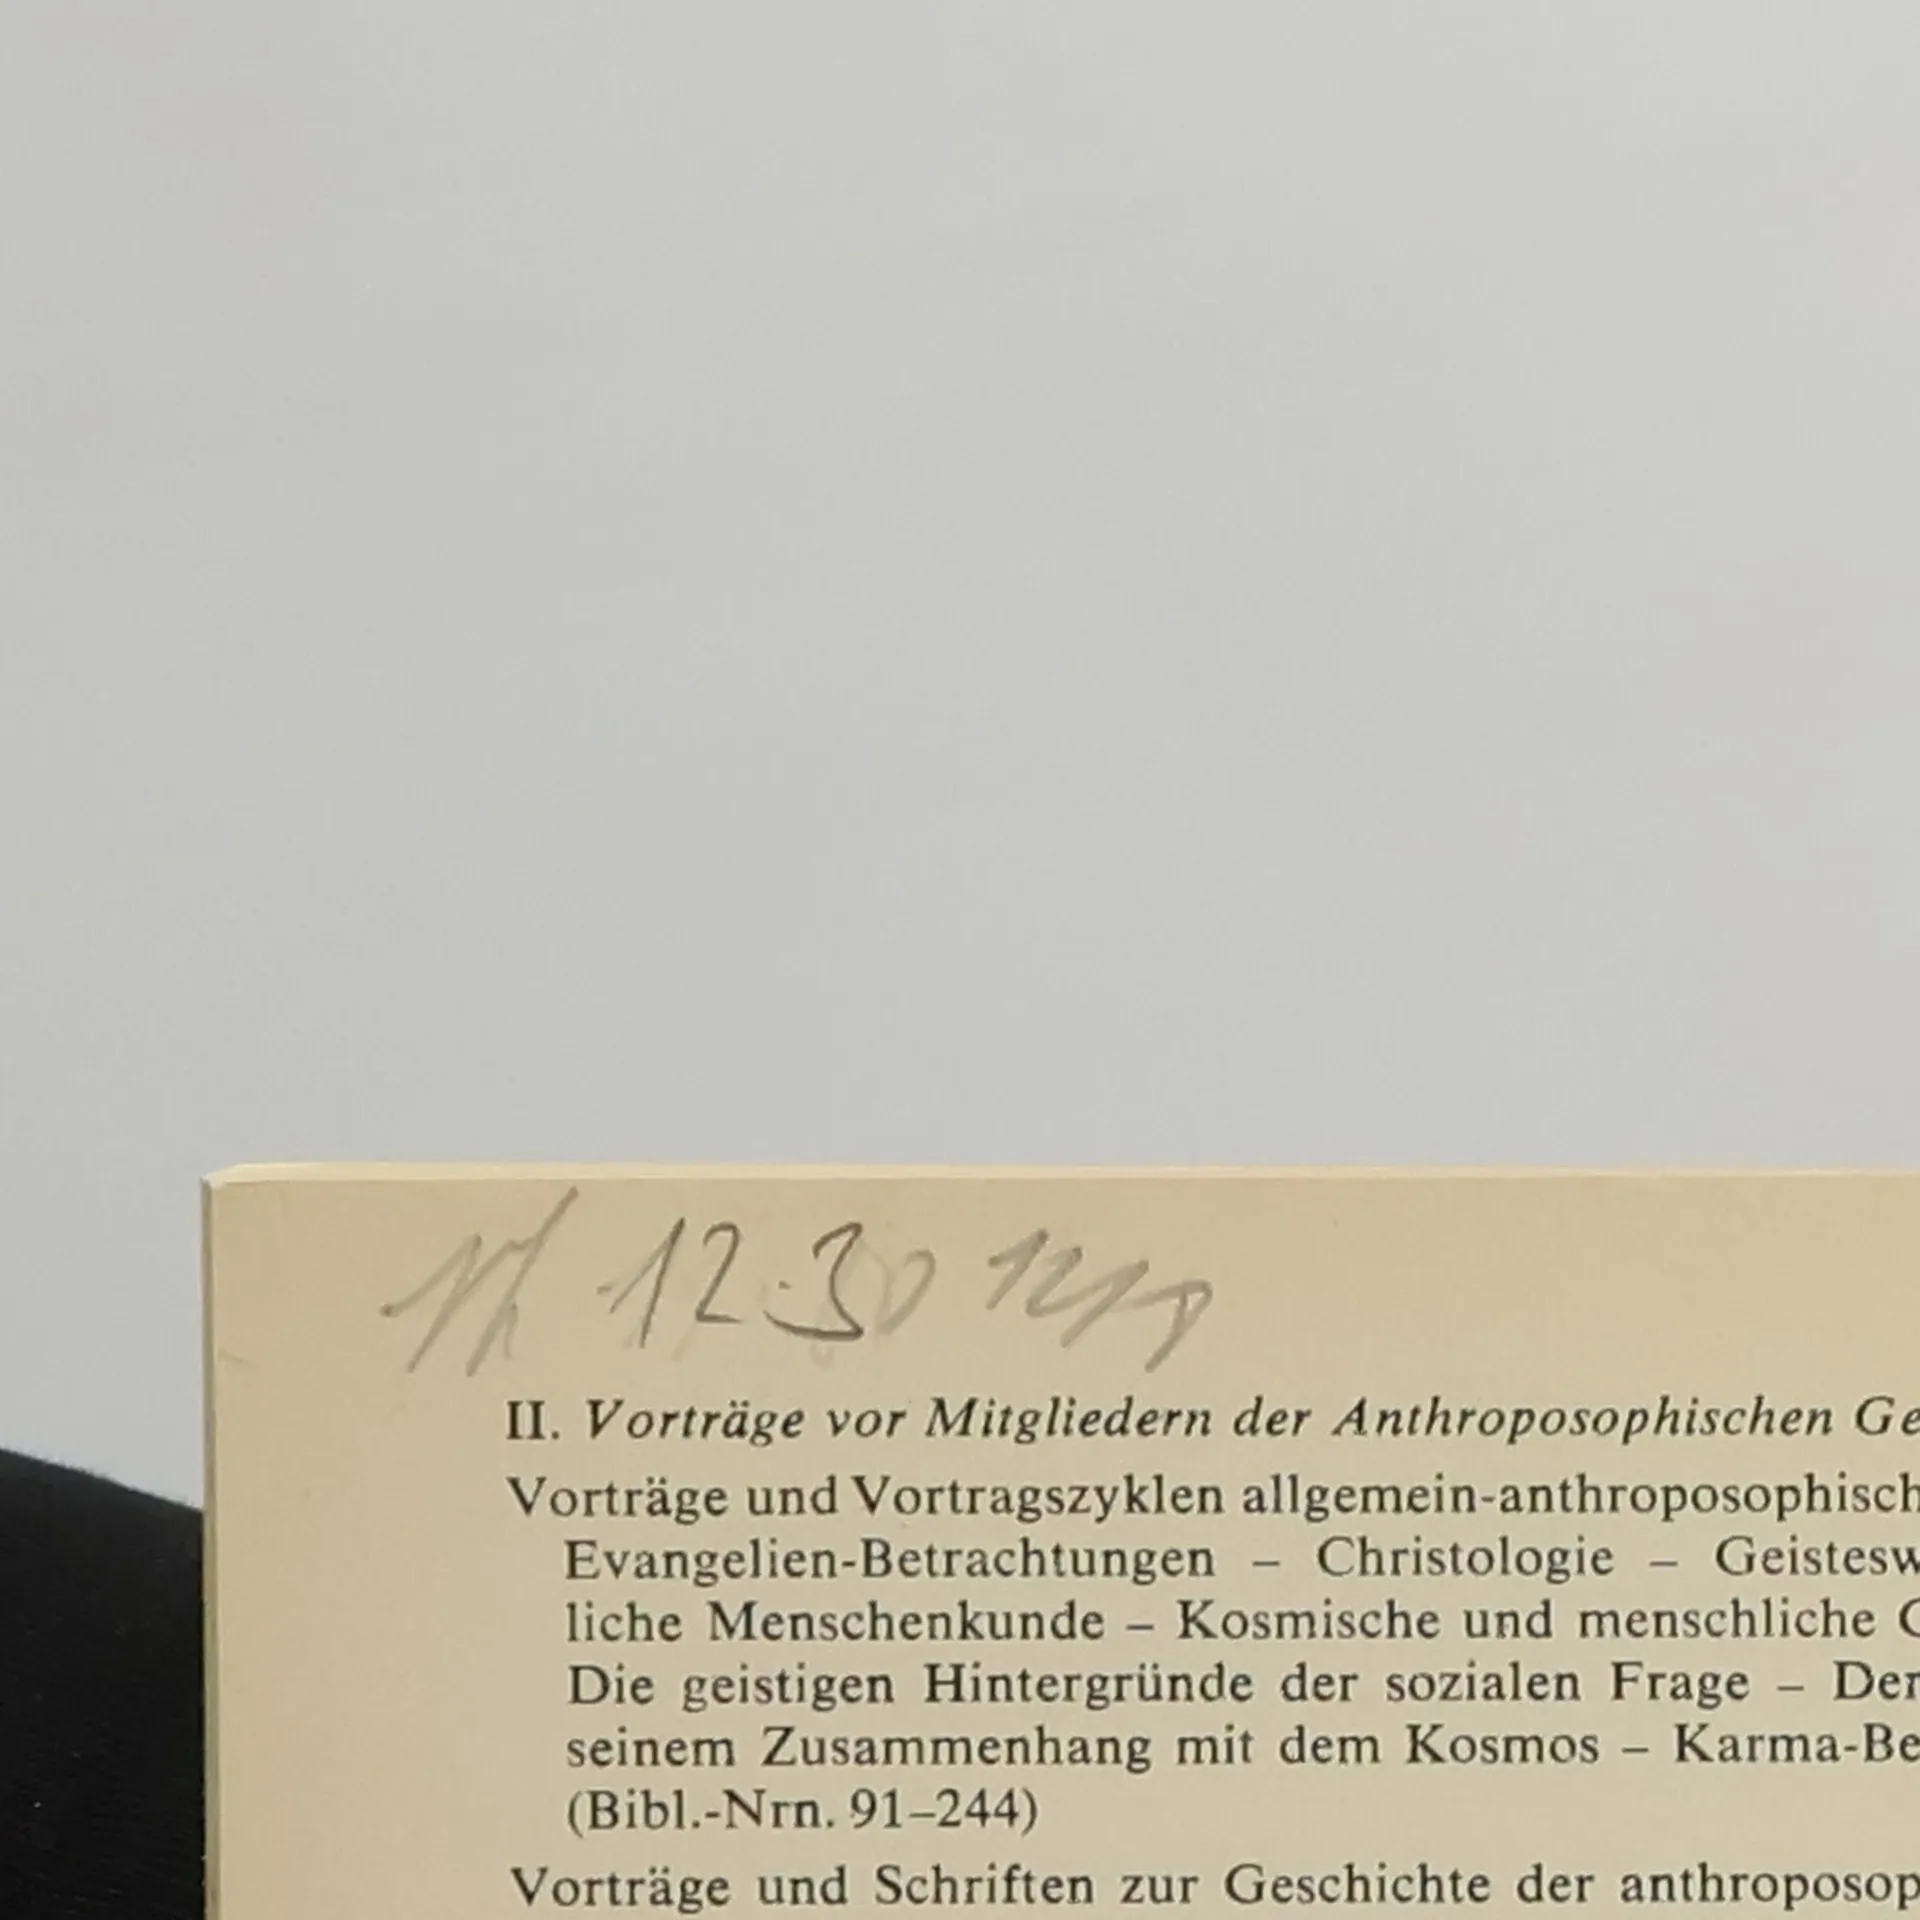 12.30
II. Vorträge vor Mitgliedern der Anthroposophischen Ge
Vorträge und Vortragszyklen allgemein-anthroposophisch
Evangelien-Betrachtungen – Christologie – Geistesw
liche Menschenkunde – Kosmische und menschliche G
Die geistigen Hintergründe der sozialen Frage – Der
seinem Zusammenhang mit dem Kosmos – Karma-Be
(Bibl.-Nrn. 91–244)
Vorträge und Schriften zur Geschichte der anthroposop